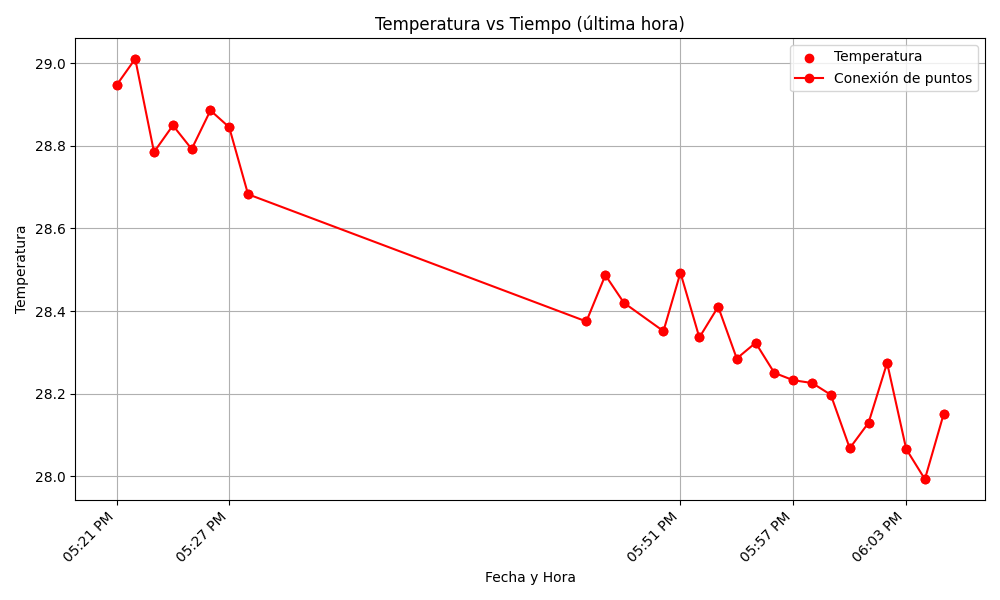 Temperatura vs Tiempo (última hora)
Temperatura
Conexión de puntos
Temperatura
29.0
28.8
28.6
28.4
28.2
28.0
05:21 PM
05:27 PM
05:51 PM
05:57 PM
06:03 PM
Fecha y Hora